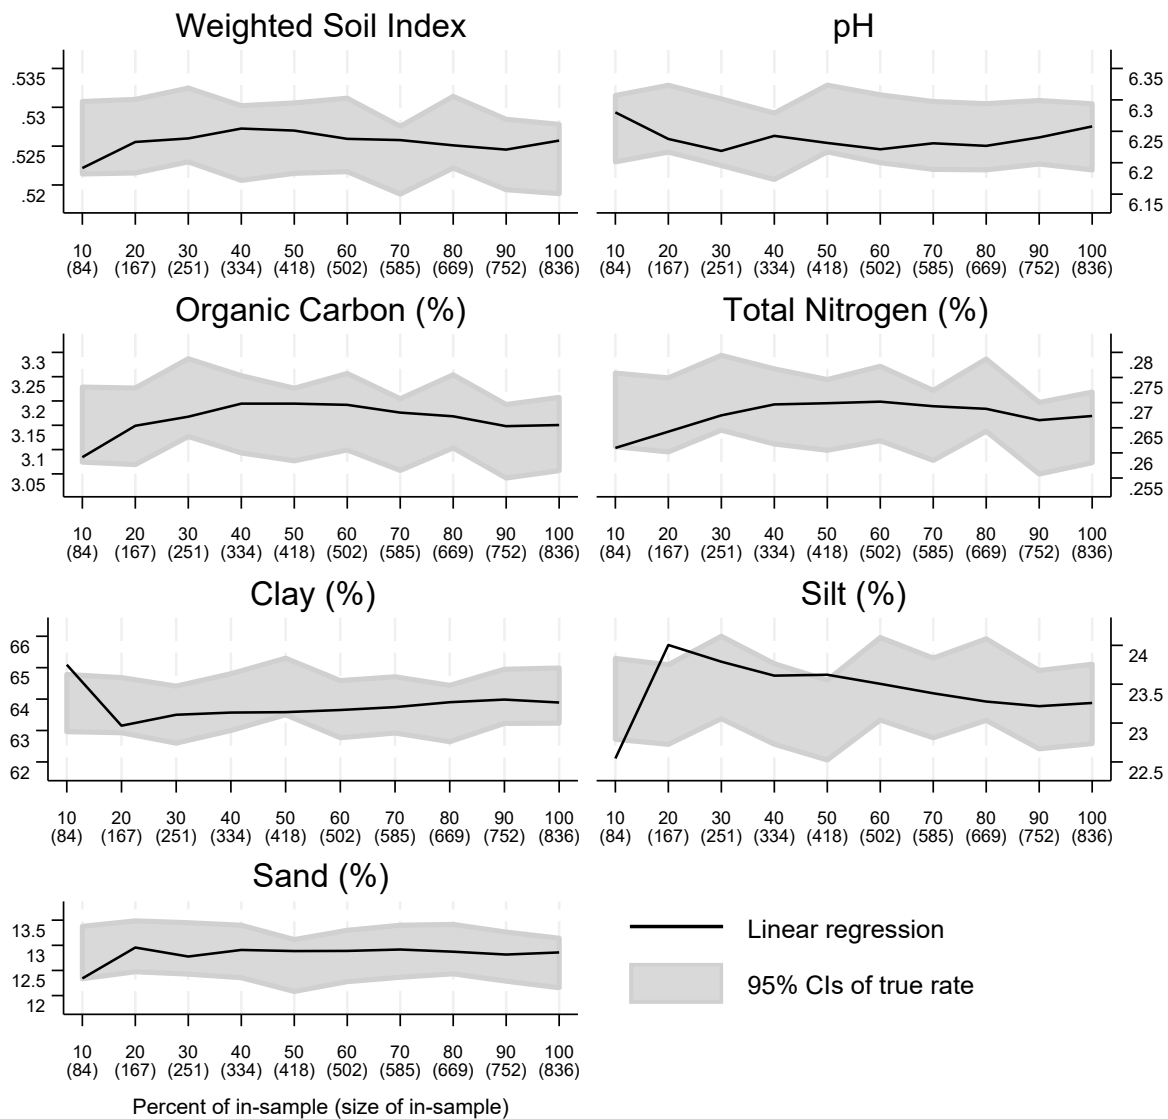 Weighted Soil Index
.535
.53
.525
.52
10 20 30 40 50 60 70 80 90 100
(84) (167) (251) (334) (418) (502) (585) (669) (752) (836)
pH
6.35
6.3
6.25
6.2
6.15
10 20 30 40 50 60 70 80 90 100
(84) (167) (251) (334) (418) (502) (585) (669) (752) (836)
Organic Carbon (%)
3.3
3.25
3.2
3.15
3.1
3.05
10 20 30 40 50 60 70 80 90 100
(84) (167) (251) (334) (418) (502) (585) (669) (752) (836)
Total Nitrogen (%)
.28
.275
.27
.265
.26
.255
10 20 30 40 50 60 70 80 90 100
(84) (167) (251) (334) (418) (502) (585) (669) (752) (836)
Clay (%)
66
65
64
63
62
10 20 30 40 50 60 70 80 90 100
(84) (167) (251) (334) (418) (502) (585) (669) (752) (836)
Silt (%)
24
23.5
23
22.5
10 20 30 40 50 60 70 80 90 100
(84) (167) (251) (334) (418) (502) (585) (669) (752) (836)
Sand (%)
13.5
13
12.5
12
10 20 30 40 50 60 70 80 90 100
(84) (167) (251) (334) (418) (502) (585) (669) (752) (836)
Percent of in-sample (size of in-sample)
Linear regression
95% CIs of true rate